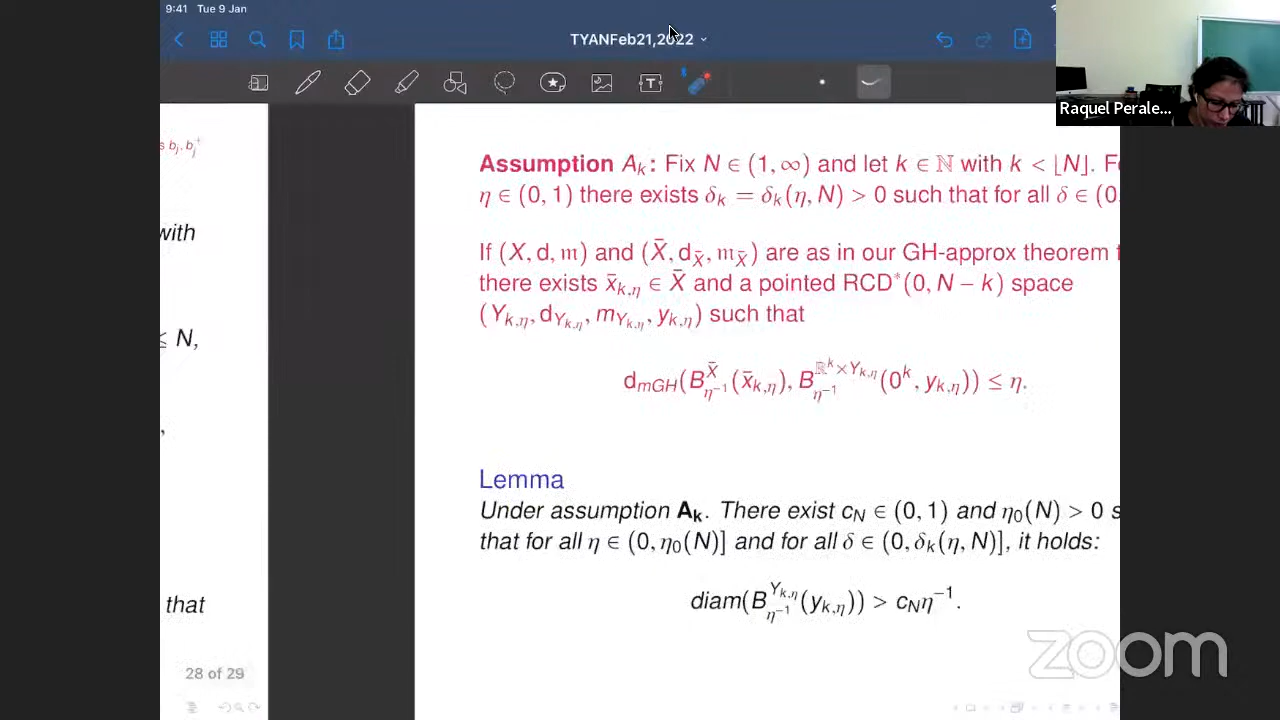 9:41 Tue 9 Jan
TYANFeb21,2022
Raquel Perale...
s b_j, b_j^+
with
≤ N,
,
that
28 of 29
Assumption A_k: Fix N ∈ (1, ∞) and let k ∈ ℕ with k < ⌊N⌋. F
η ∈ (0, 1) there exists δ_k = δ_k(η, N) > 0 such that for all δ ∈ (0
If (X, d, 𝔪) and (X̄, d_X̄, 𝔪_X̄) are as in our GH-approx theorem
there exists x̄_{k,η} ∈ X̄ and a pointed RCD*(0, N − k) space
(Y_{k,η}, d_{Y_{k,η}}, m_{Y_{k,η}}, y_{k,η}) such that
d_{mGH}(B^{X̄}_{η^{-1}}(x̄_{k,η}), B^{ℝ^k×Y_{k,η}}_{η^{-1}}(0^k, y_{k,η})) ≤ η.
Lemma
Under assumption A_k. There exist c_N ∈ (0, 1) and η_0(N) > 0 s
that for all η ∈ (0, η_0(N)] and for all δ ∈ (0, δ_k(η, N)], it holds:
diam(B^{Y_{k,η}}_{η^{-1}}(y_{k,η})) > c_N η^{-1}.
zoom